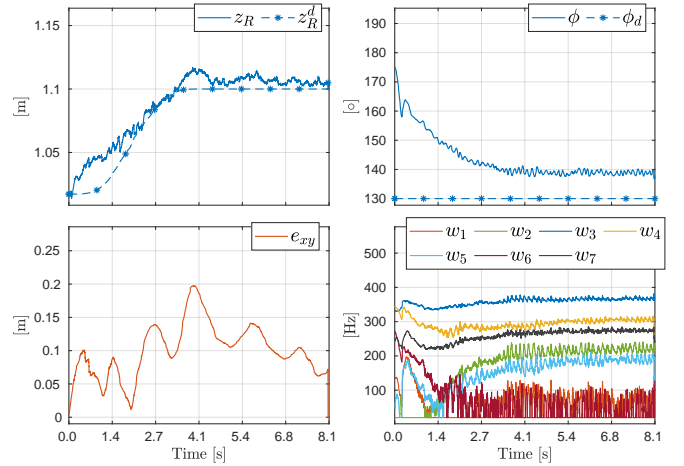 1.15
1.1
1.05
[m]
z_R z_R^d
190
180
170
160
150
140
130
[○]
ϕ ϕ_d
0.25
0.2
0.15
0.1
0.05
0
[m]
e_{xy}
0.0 1.4 2.7 4.1 5.4 6.8 8.1
Time [s]
500
400
300
200
100
[Hz]
w_1 w_2 w_3 w_4
w_5 w_6 w_7
0.0 1.4 2.7 4.1 5.4 6.8 8.1
Time [s]